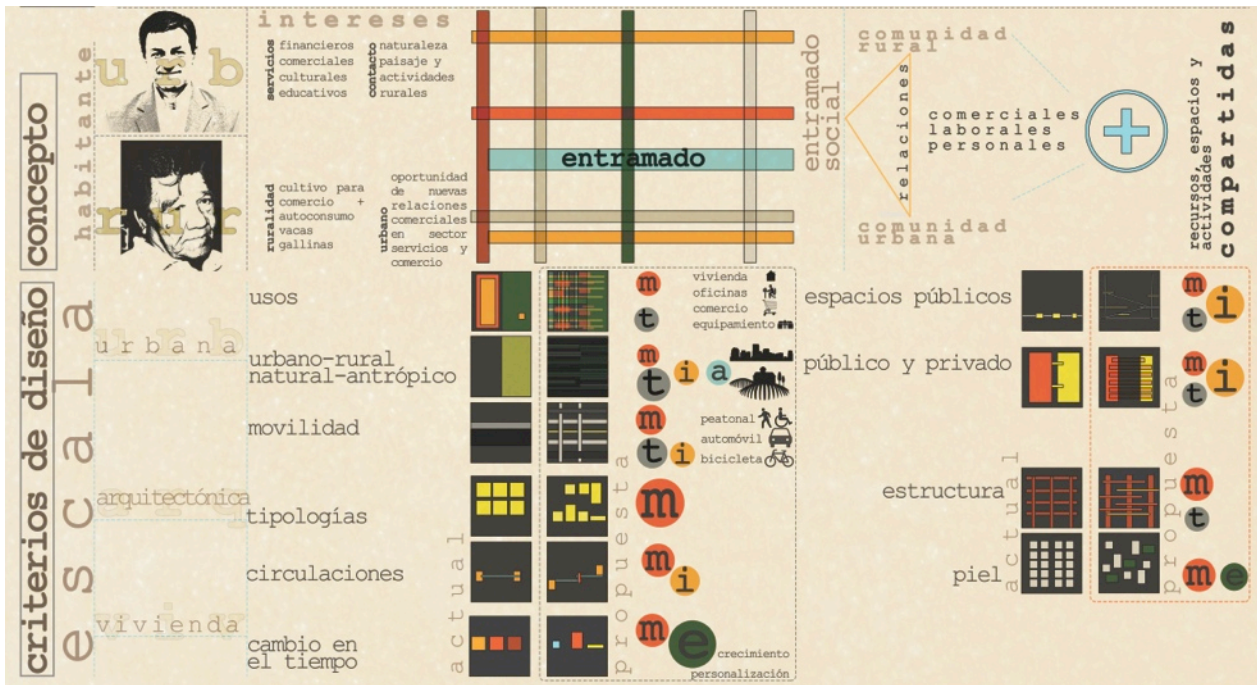 concepto
habitante
urb
rur
intereses
servicios
financieros
comerciales
culturales
educativos
contacto
naturaleza
paisaje y
actividades
rurales
ruralidad
cultivo para
comercio +
autoconsumo
vacas
gallinas
urbano
oportunidad
de nuevas
relaciones
comerciales
en sector
servicios y
comercio
entramado
entramado
social
comunidad
rural
relaciones
comerciales
laborales
personales
comunidad
urbana
recursos, espacios y
actividades
compartidas
criterios de diseño
escala
urbana
arquitectónica
vivienda
usos
urbano-rural
natural-antrópico
movilidad
tipologías
circulaciones
cambio en
el tiempo
actual
propuesta
m
t
vivienda
oficinas
comercio
equipamiento
m
t i a
m
t i
peatonal
automóvil
bicicleta
m
m
i
m
e
crecimiento
personalización
espacios públicos
público y privado
estructura
piel
actual
propuesta
m
t i
m
t i
m
t
m e